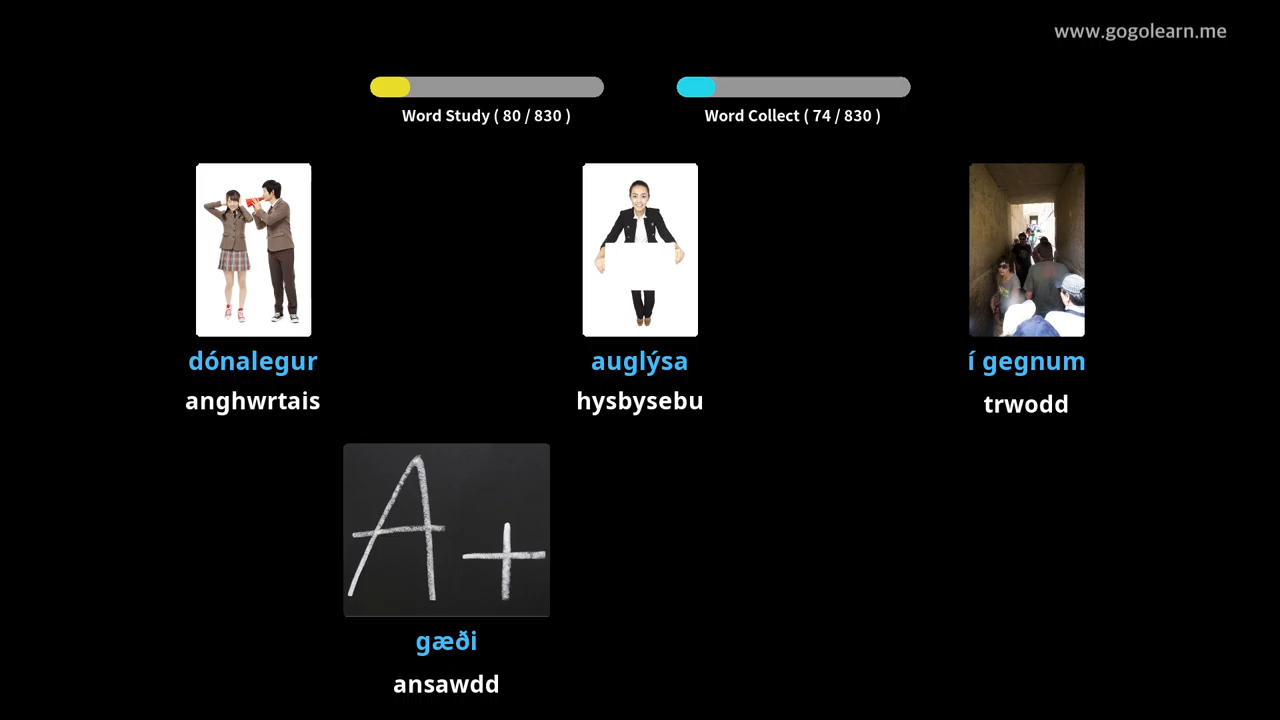 www.gogolearn.me
Word Study ( 80 / 830 )
Word Collect ( 74 / 830 )
dónalegur
auglýsa
í gegnum
anghwrtais
hysbysebu
trwodd
A+
gæði
ansawdd